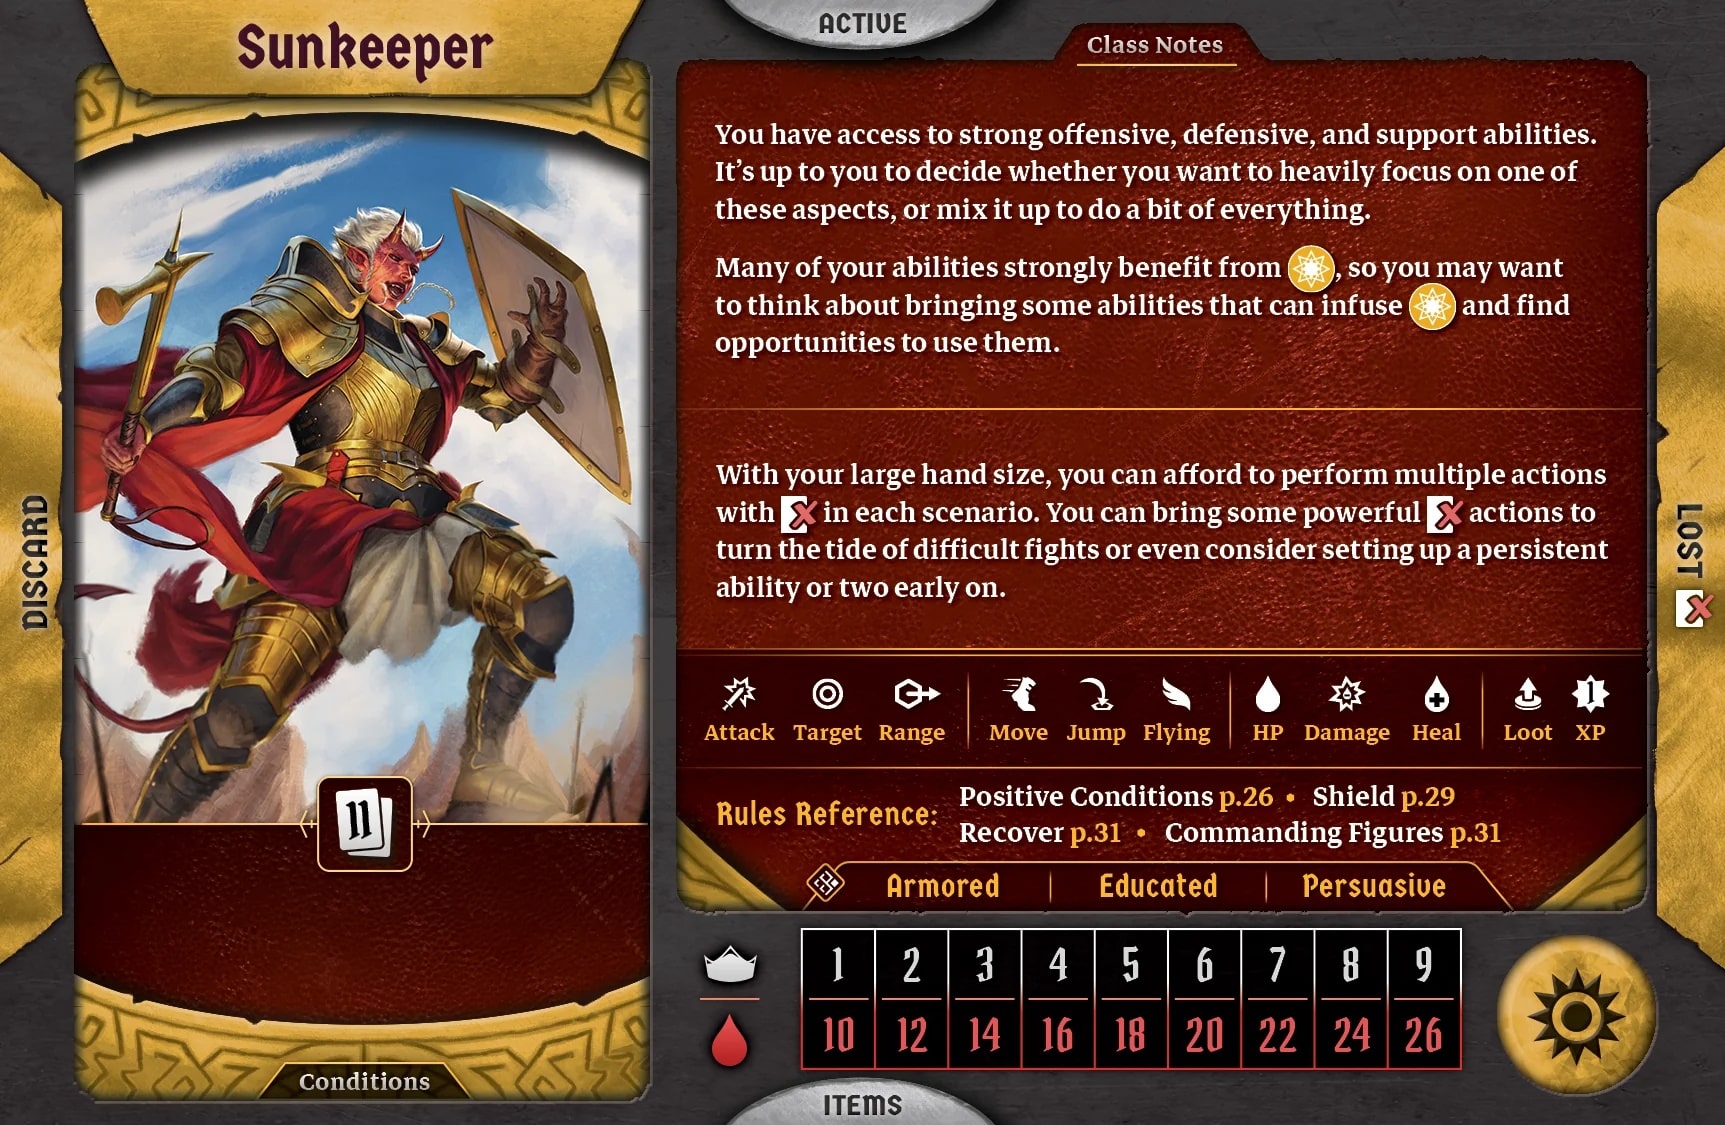 Sunkeeper
ACTIVE
Class Notes
You have access to strong offensive, defensive, and support abilities.
It's up to you to decide whether you want to heavily focus on one of
these aspects, or mix it up to do a bit of everything.
Many of your abilities strongly benefit from , so you may want
to think about bringing some abilities that can infuse and find
opportunities to use them.
With your large hand size, you can afford to perform multiple actions
with in each scenario. You can bring some powerful actions to
turn the tide of difficult fights or even consider setting up a persistent
ability or two early on.
DISCARD
LOST
11
1
Attack Target Range Move Jump Flying HP Damage Heal Loot XP
Rules Reference:
Positive Conditions p.26 • Shield p.29
Recover p.31 • Commanding Figures p.31
Armored Educated Persuasive
1 2 3 4 5 6 7 8 9
10 12 14 16 18 20 22 24 26
Conditions
ITEMS